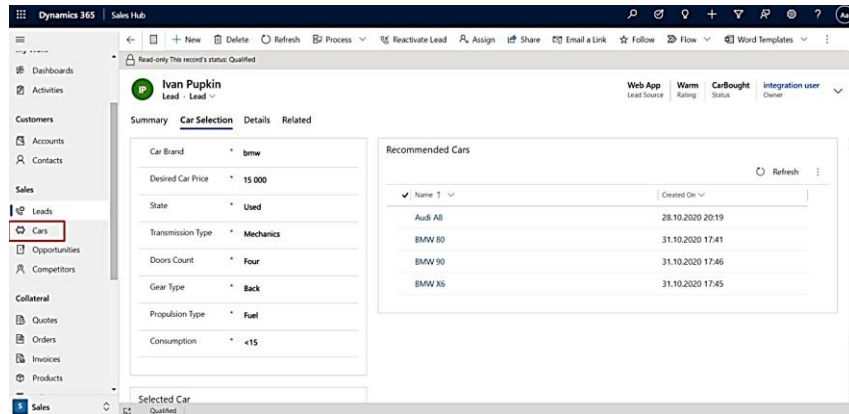 Dynamics 365 Sales Hub
+ New Delete Refresh Process Reactivate Lead Assign Share Email a Link Follow Flow Word Templates
Read-only This record's status: Qualified
IP
Ivan Pupkin
Lead · Lead
Web App
Lead Source
Warm
Rating
CarBought
Status
integration user
Owner
Summary Car Selection Details Related
Dashboards
Activities
Customers
Accounts
Contacts
Sales
Leads
Cars
Opportunities
Competitors
Collateral
Quotes
Orders
Invoices
Products
S Sales
Car Brand * bmw
Desired Car Price * 15 000
State * Used
Transmission Type * Mechanics
Doors Count * Four
Gear Type * Back
Propulsion Type * Fuel
Consumption * <15
Selected Car
Recommended Cars
Refresh
Name ↑ Created On
Audi A8 28.10.2020 20:19
BMW 80 31.10.2020 17:41
BMW 90 31.10.2020 17:46
BMW X6 31.10.2020 17:45
Qualified